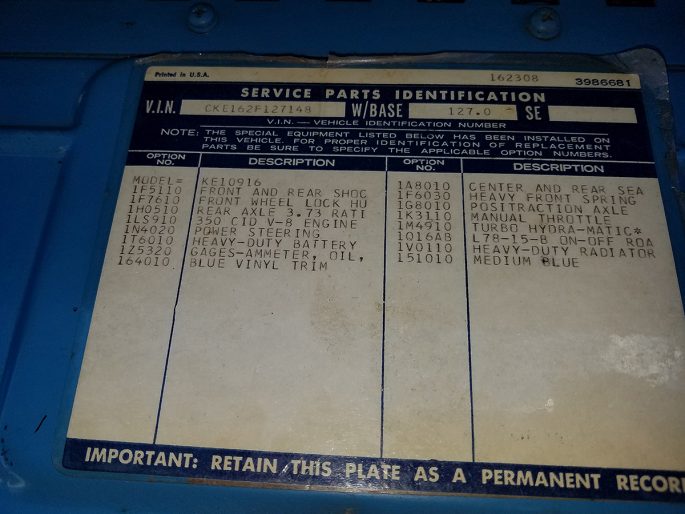 Printed in U.S.A.
162308
3986681
SERVICE PARTS IDENTIFICATION
V.I.N. CKE162F127148 W/BASE 127.0 SE
V.I.N. — VEHICLE IDENTIFICATION NUMBER
NOTE: THE SPECIAL EQUIPMENT LISTED BELOW HAS BEEN INSTALLED ON
THIS VEHICLE. FOR PROPER IDENTIFICATION OF REPLACEMENT
PARTS BE SURE TO SPECIFY THE APPLICABLE OPTION NUMBERS.
OPTION NO. DESCRIPTION OPTION NO. DESCRIPTION
MODEL= KE10916
1F5110 FRONT AND REAR SHOC 1A8010 CENTER AND REAR SEA
1F7610 FRONT WHEEL LOCK HU 1F6030 HEAVY FRONT SPRING
1H0510 REAR AXLE 3.73 RATI 1G8010 POSITRACTION AXLE
1LS910 350 CID V-8 ENGINE 1K3110 MANUAL THROTTLE
1N4020 POWER STEERING 1M4910 TURBO HYDRA-MATIC*
1T6010 HEAVY-DUTY BATTERY 1Q16AB L78-15-B ON-OFF ROA
1Z5320 GAGES-AMMETER, OIL, 1V0110 HEAVY-DUTY RADIATOR
164010 BLUE VINYL TRIM 151010 MEDIUM BLUE
IMPORTANT: RETAIN THIS PLATE AS A PERMANENT RECOR